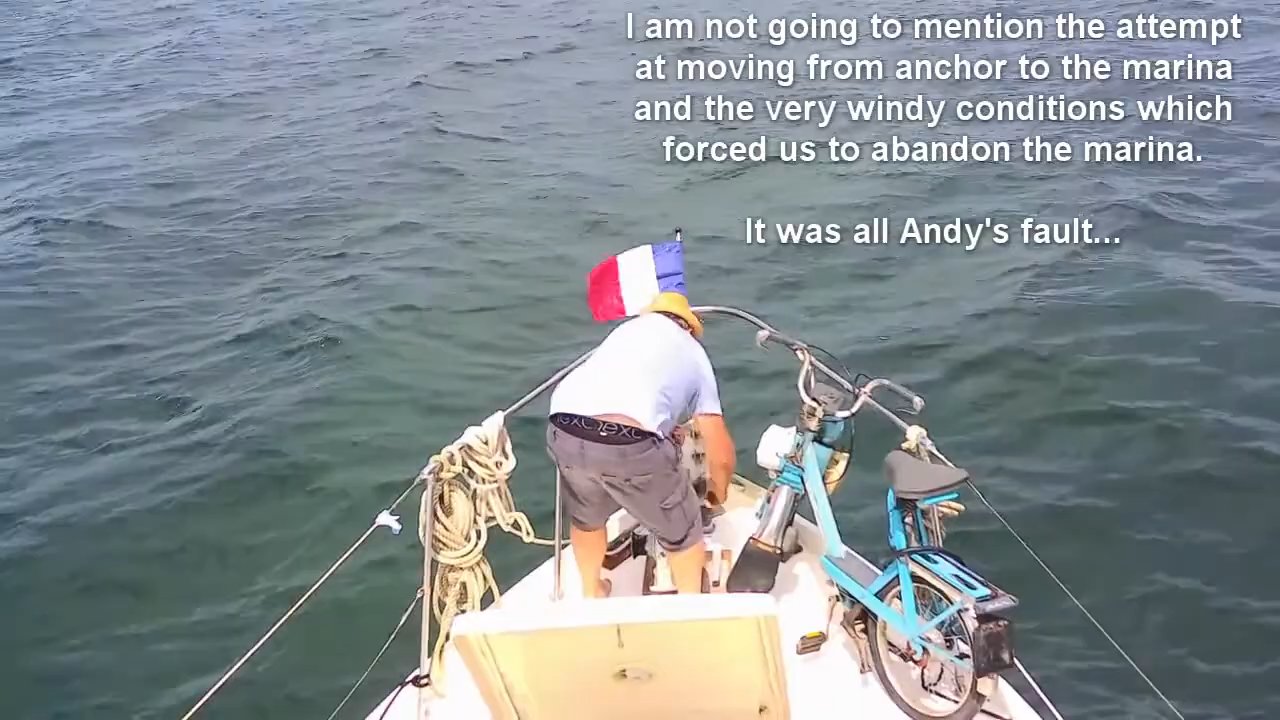 I am not going to mention the attempt
at moving from anchor to the marina
and the very windy conditions which
forced us to abandon the marina.
It was all Andy's fault...